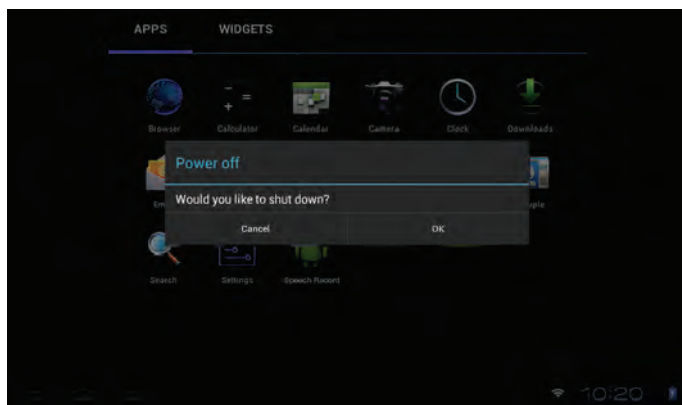 APPS WIDGETS
Browser Calculator Calendar Camera Clock Downloads
Power off
Would you like to shut down?
Cancel OK
Search Settings Speech Recor
10:20